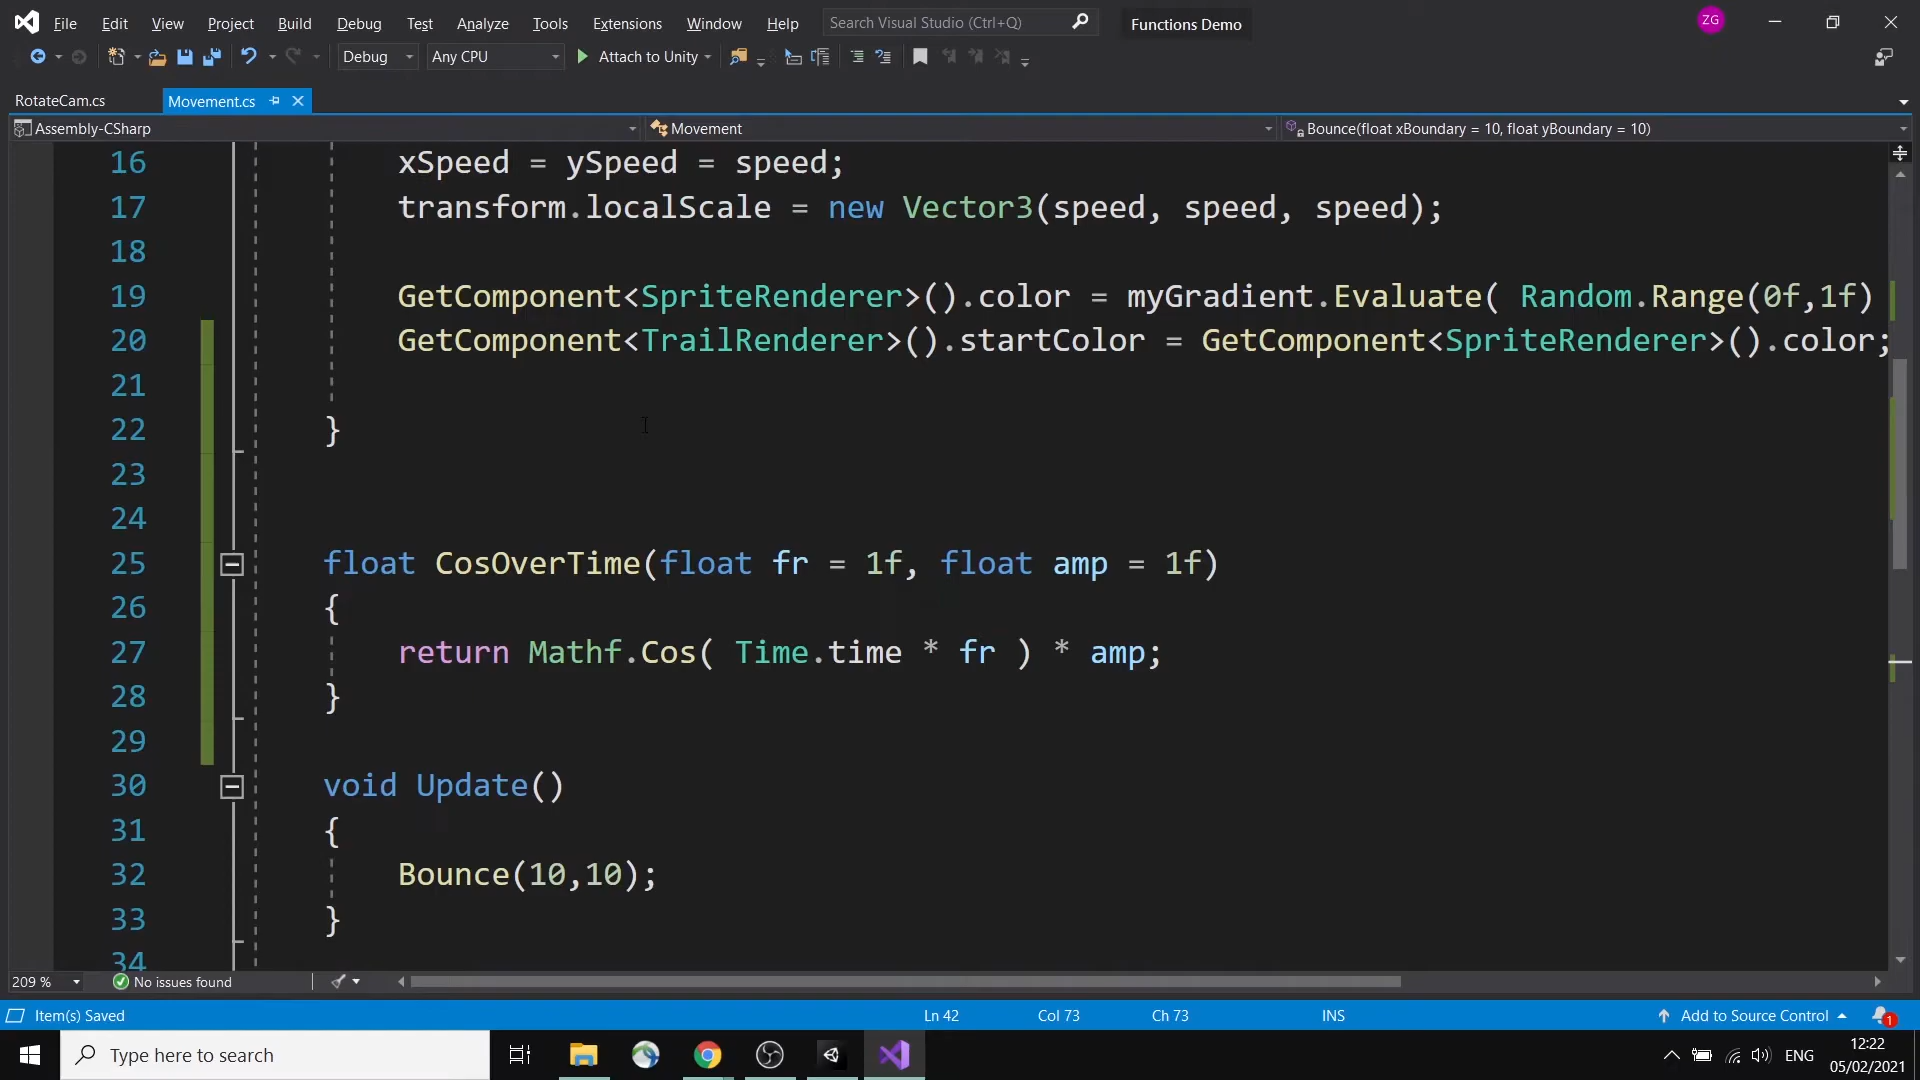 File Edit View Project Build Debug Test Analyze Tools Extensions Window Help Search Visual Studio (Ctrl+Q) Functions Demo ZG
Debug Any CPU Attach to Unity
RotateCam.cs Movement.cs
Assembly-CSharp Movement Bounce(float xBoundary = 10, float yBoundary = 10)
16 xSpeed = ySpeed = speed;
17 transform.localScale = new Vector3(speed, speed, speed);
18
19 GetComponent<SpriteRenderer>().color = myGradient.Evaluate( Random.Range(0f,1f)
20 GetComponent<TrailRenderer>().startColor = GetComponent<SpriteRenderer>().color;
21
22 }
23
24
25 float CosOverTime(float fr = 1f, float amp = 1f)
26 {
27 return Mathf.Cos( Time.time * fr ) * amp;
28 }
29
30 void Update()
31 {
32 Bounce(10,10);
33 }
34
209 % No issues found
Item(s) Saved Ln 42 Col 73 Ch 73 INS Add to Source Control 1
Type here to search ENG 12:22
05/02/2021